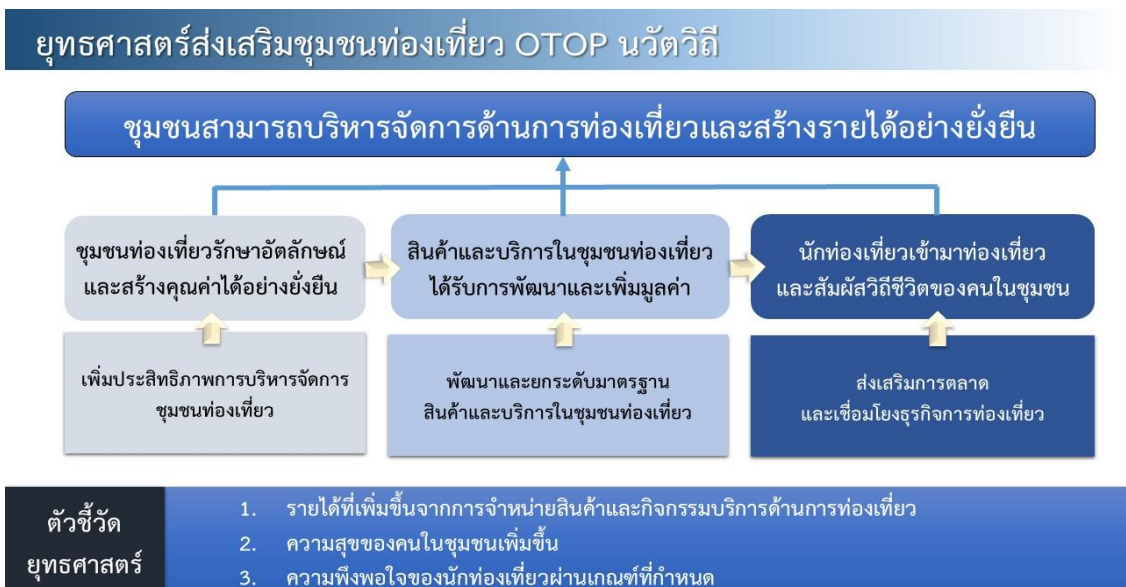 ยุทธศาสตร์ส่งเสริมชุมชนท่องเที่ยว OTOP นวัตวิถี
ชุมชนสามารถบริหารจัดการด้านการท่องเที่ยวและสร้างรายได้อย่างยั่งยืน
ชุมชนท่องเที่ยวรักษาอัตลักษณ์
และสร้างคุณค่าได้อย่างยั่งยืน
สินค้าและบริการในชุมชนท่องเที่ยว
ได้รับการพัฒนาและเพิ่มมูลค่า
นักท่องเที่ยวเข้ามาท่องเที่ยว
และสัมผัสวิถีชีวิตของคนในชุมชน
เพิ่มประสิทธิภาพการบริหารจัดการ
ชุมชนท่องเที่ยว
พัฒนาและยกระดับมาตรฐาน
สินค้าและบริการในชุมชนท่องเที่ยว
ส่งเสริมการตลาด
และเชื่อมโยงธุรกิจการท่องเที่ยว
ตัวชี้วัด
ยุทธศาสตร์
1. รายได้ที่เพิ่มขึ้นจากการจำหน่ายสินค้าและกิจกรรมบริการด้านการท่องเที่ยว
2. ความสุขของคนในชุมชนเพิ่มขึ้น
3. ความพึงพอใจของนักท่องเที่ยวผ่านเกณฑ์ที่กำหนด